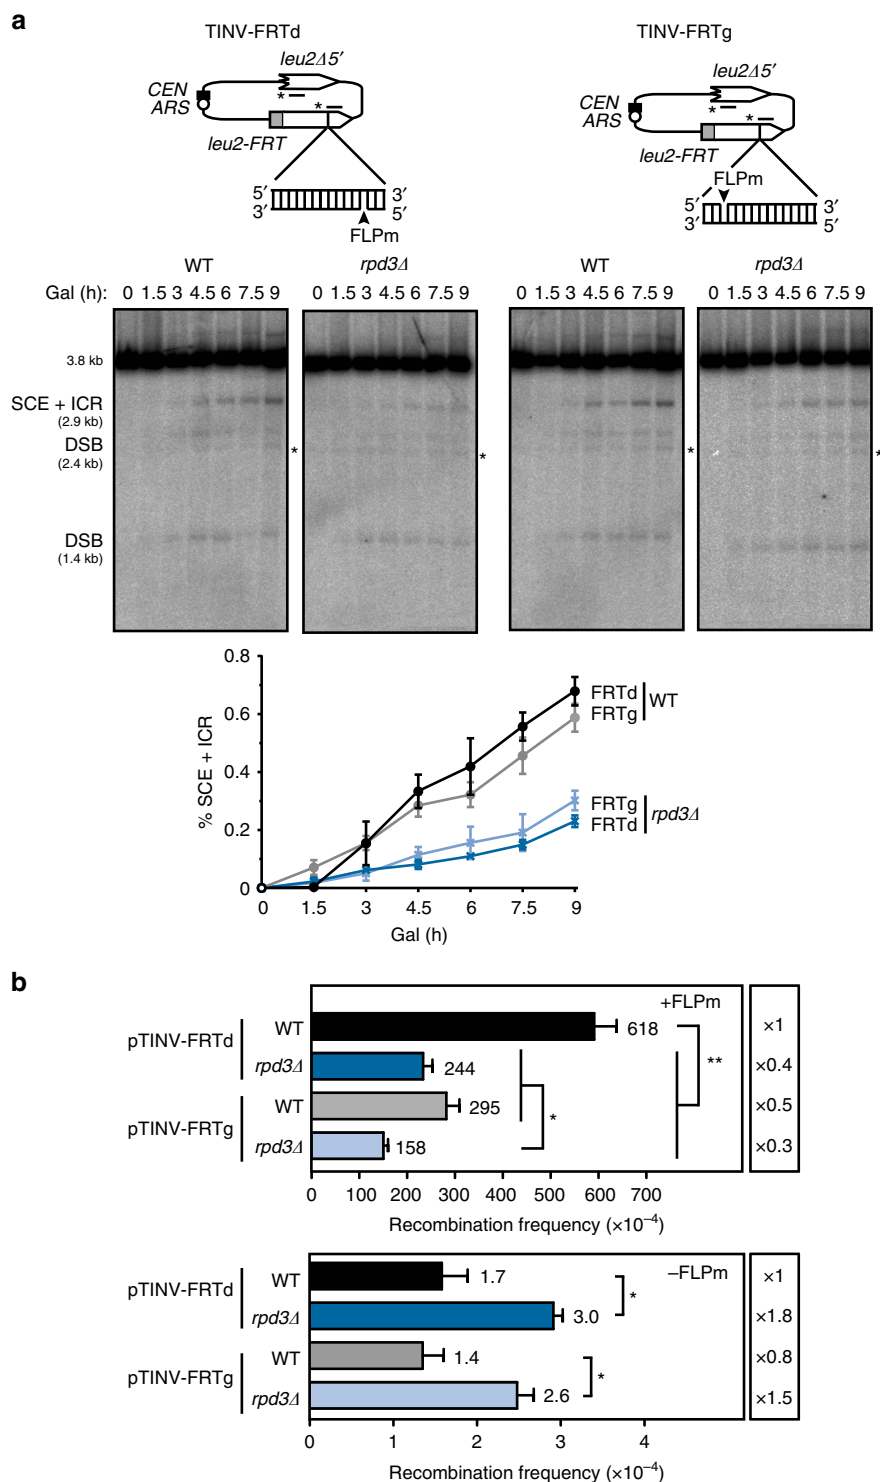 a
TINV-FRTd
TINV-FRTg
leu2Δ5′
CEN
ARS
*
*
leu2-FRT
5′
3′
3′
5′
FLPm
leu2Δ5′
CEN
ARS
*
*
leu2-FRT
FLPm
5′
3′
3′
5′
WT
rpd3Δ
WT
rpd3Δ
Gal (h): 0 1.5 3 4.5 6 7.5 9
0 1.5 3 4.5 6 7.5 9
0 1.5 3 4.5 6 7.5 9
0 1.5 3 4.5 6 7.5 9
3.8 kb
SCE + ICR
(2.9 kb)
DSB
(2.4 kb)
*
*
*
*
DSB
(1.4 kb)
% SCE + ICR
0.8
0.6
0.4
0.2
0
FRTd
FRTg
WT
FRTg
FRTd
rpd3Δ
0 1.5 3 4.5 6 7.5 9
Gal (h)
b
+FLPm
pTINV-FRTd
WT
618
×1
rpd3Δ
244
×0.4
**
pTINV-FRTg
WT
295
×0.5
*
rpd3Δ
158
×0.3
0 100 200 300 400 500 600 700
Recombination frequency (×10⁻⁴)
–FLPm
pTINV-FRTd
WT
1.7
×1
*
rpd3Δ
3.0
×1.8
pTINV-FRTg
WT
1.4
×0.8
*
rpd3Δ
2.6
×1.5
0 1 2 3 4
Recombination frequency (×10⁻⁴)